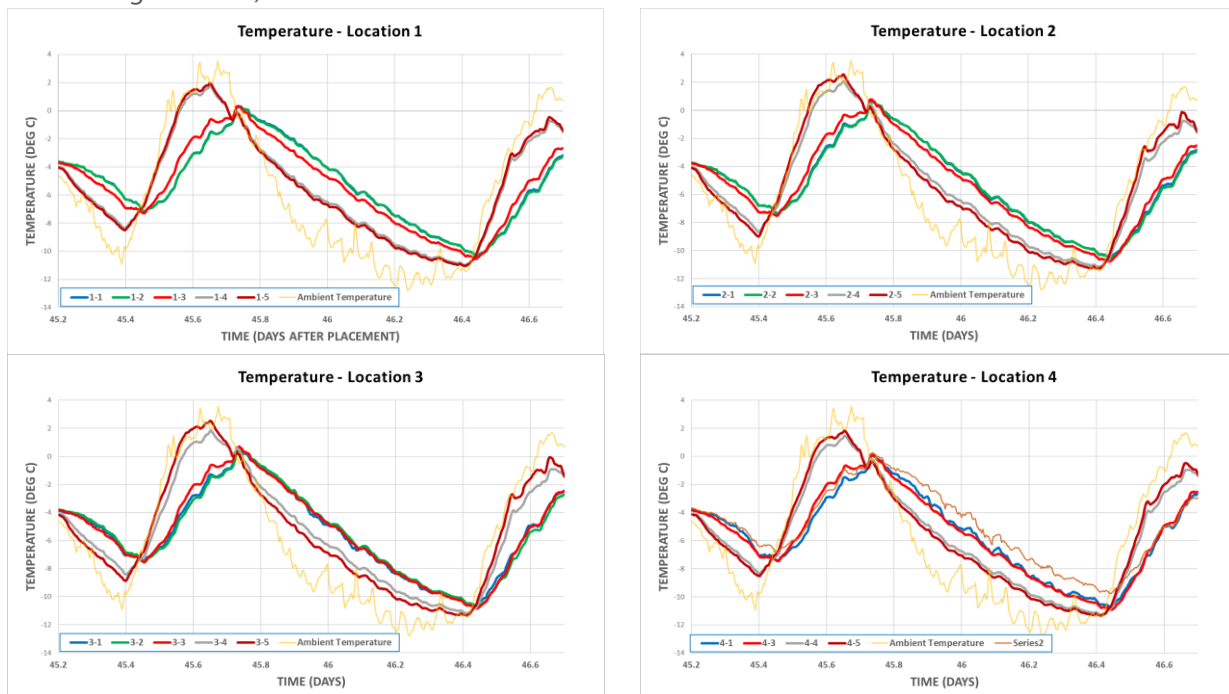 Temperature - Location 1
TEMPERATURE (DEG C)
4
2
0
-2
-4
-6
-8
-10
-12
-14
1-1 1-2 1-3 1-4 1-5 Ambient Temperature
45.2 45.4 45.6 45.8 46 46.2 46.4 46.6
TIME (DAYS AFTER PLACEMENT)
Temperature - Location 2
TEMPERATURE (DEG C)
4
2
0
-2
-4
-6
-8
-10
-12
-14
2-1 2-2 2-3 2-4 2-5 Ambient Temperature
45.2 45.4 45.6 45.8 46 46.2 46.4 46.6
TIME (DAYS)
Temperature - Location 3
TEMPERATURE (DEG C)
4
2
0
-2
-4
-6
-8
-10
-12
-14
3-1 3-2 3-3 3-4 3-5 Ambient Temperature
45.2 45.4 45.6 45.8 46 46.2 46.4 46.6
TIME (DAYS)
Temperature - Location 4
TEMPERATURE (DEG C)
4
2
0
-2
-4
-6
-8
-10
-12
-14
4-1 4-3 4-4 4-5 Ambient Temperature Series2
45.2 45.4 45.6 45.8 46 46.2 46.4 46.6
TIME (DAYS)